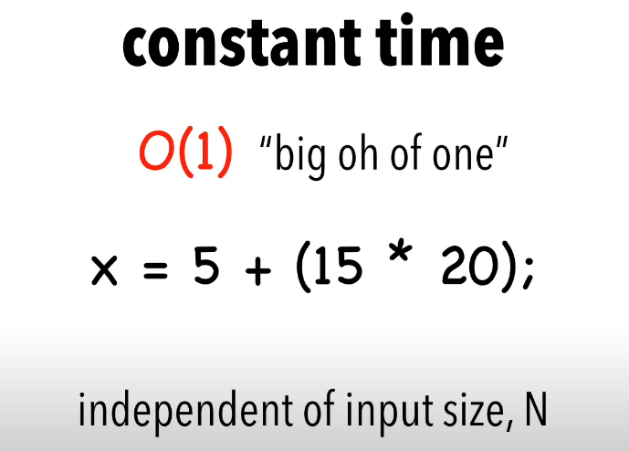 constant time
O(1) “big oh of one”
x = 5 + (15 * 20);
independent of input size, N